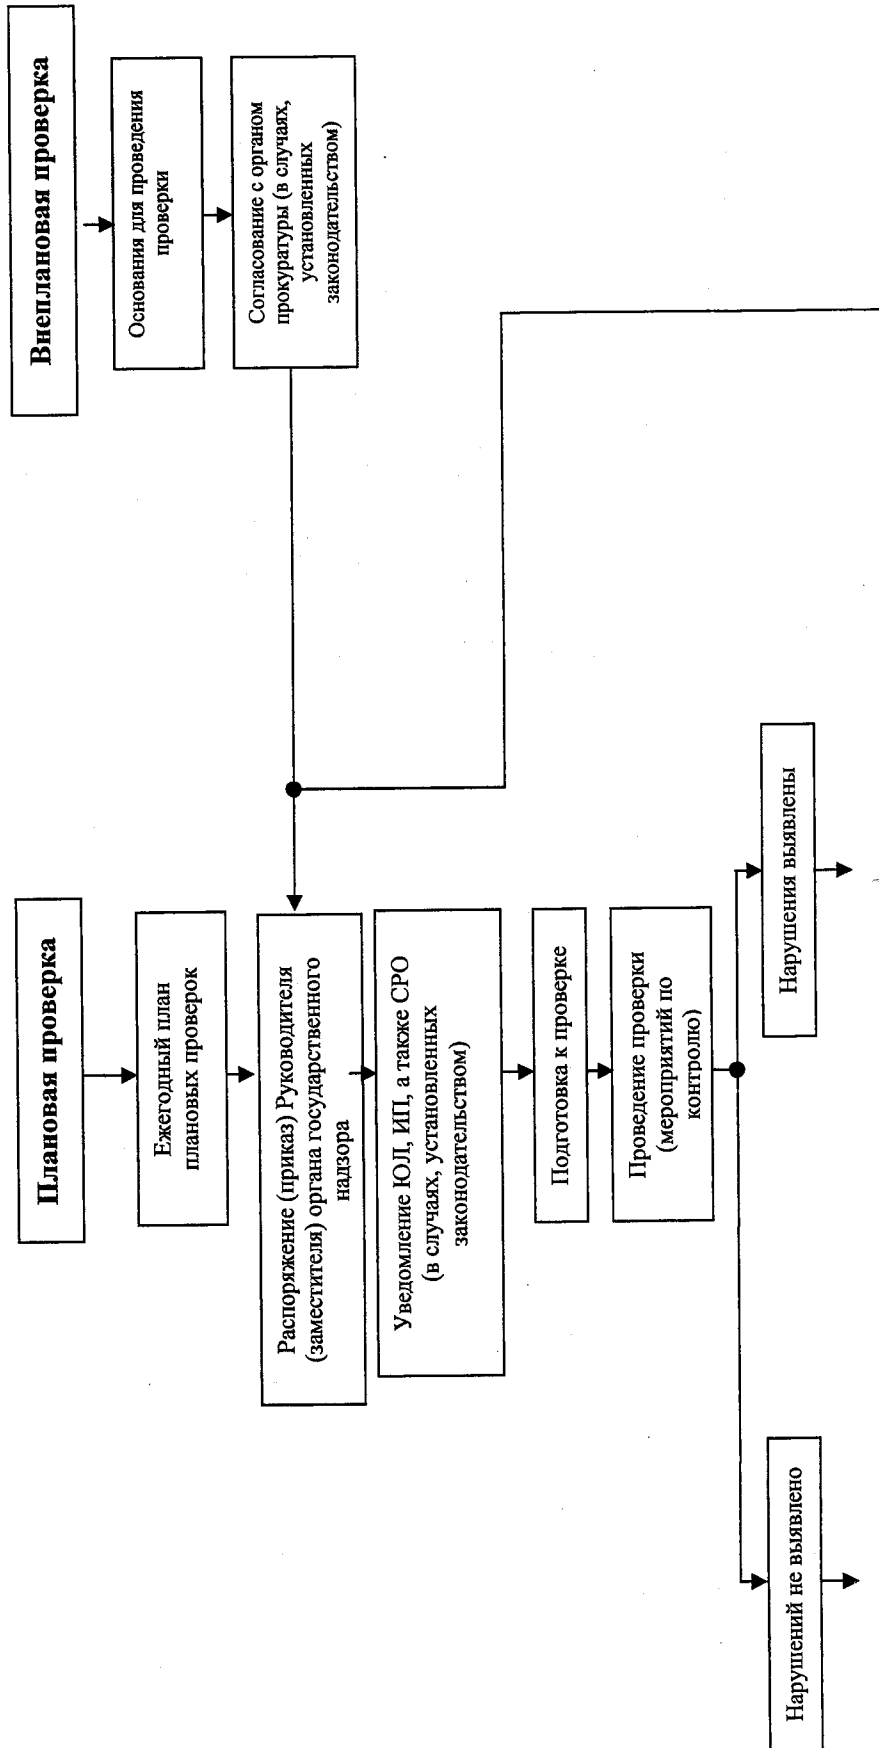 Плановая проверка
Внеплановая проверка
Ежегодный план
плановых проверок
Основания для проведения
проверки
Согласование с органом
прокуратуры (в случаях,
установленных
законодательством)
Распоряжение (приказ) Руководителя
(заместителя) органа государственного
надзора
Уведомление ЮЛ, ИП, а также СРО
(в случаях, установленных
законодательством)
Подготовка к проверке
Проведение проверки
(мероприятий по
контролю)
Нарушений не выявлено
Нарушения выявлены